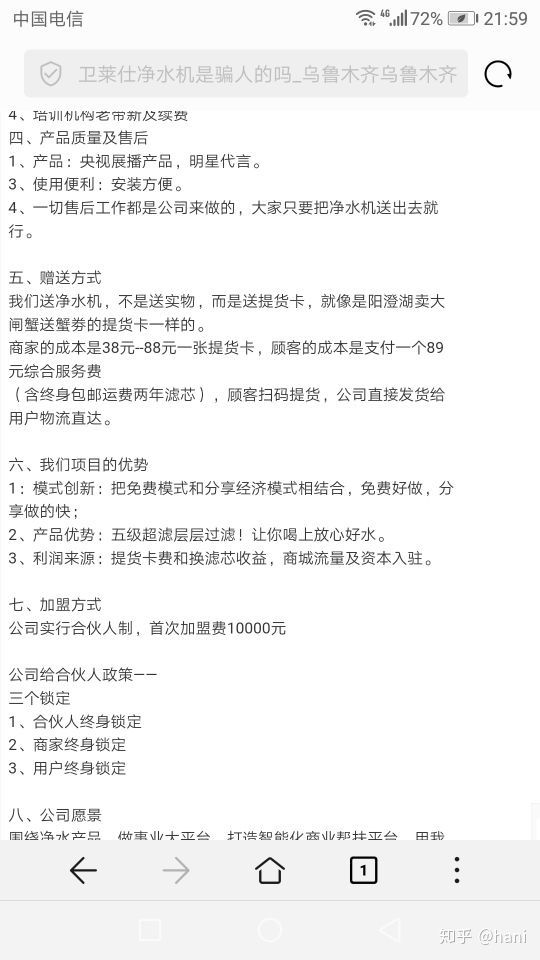 中国电信
4G
72%
21:59
卫莱仕净水机是骗人的吗_乌鲁木齐乌鲁木齐
4、培训机构老带新及续费
四、产品质量及售后
1、产品：央视展播产品，明星代言。
3、使用便利：安装方便。
4、一切售后工作都是公司来做的，大家只要把净水机送出去就
行。
五、赠送方式
我们送净水机，不是送实物，而是送提货卡，就像是阳澄湖卖大
闸蟹送蟹劵的提货卡一样的。
商家的成本是38元--88元一张提货卡，顾客的成本是支付一个89
元综合服务费
（含终身包邮运费两年滤芯），顾客扫码提货，公司直接发货给
用户物流直达。
六、我们项目的优势
1：模式创新：把免费模式和分享经济模式相结合，免费好做，分
享做的快；
2、产品优势：五级超滤层层过滤！让你喝上放心好水。
3、利润来源：提货卡费和换滤芯收益，商城流量及资本入驻。
七、加盟方式
公司实行合伙人制，首次加盟费10000元
公司给合伙人政策——
三个锁定
1、合伙人终身锁定
2、商家终身锁定
3、用户终身锁定
八、公司愿景
围绕净水产品，做事业大平台，打造智能化商业帮扶平台，用我
1
知乎 @hani